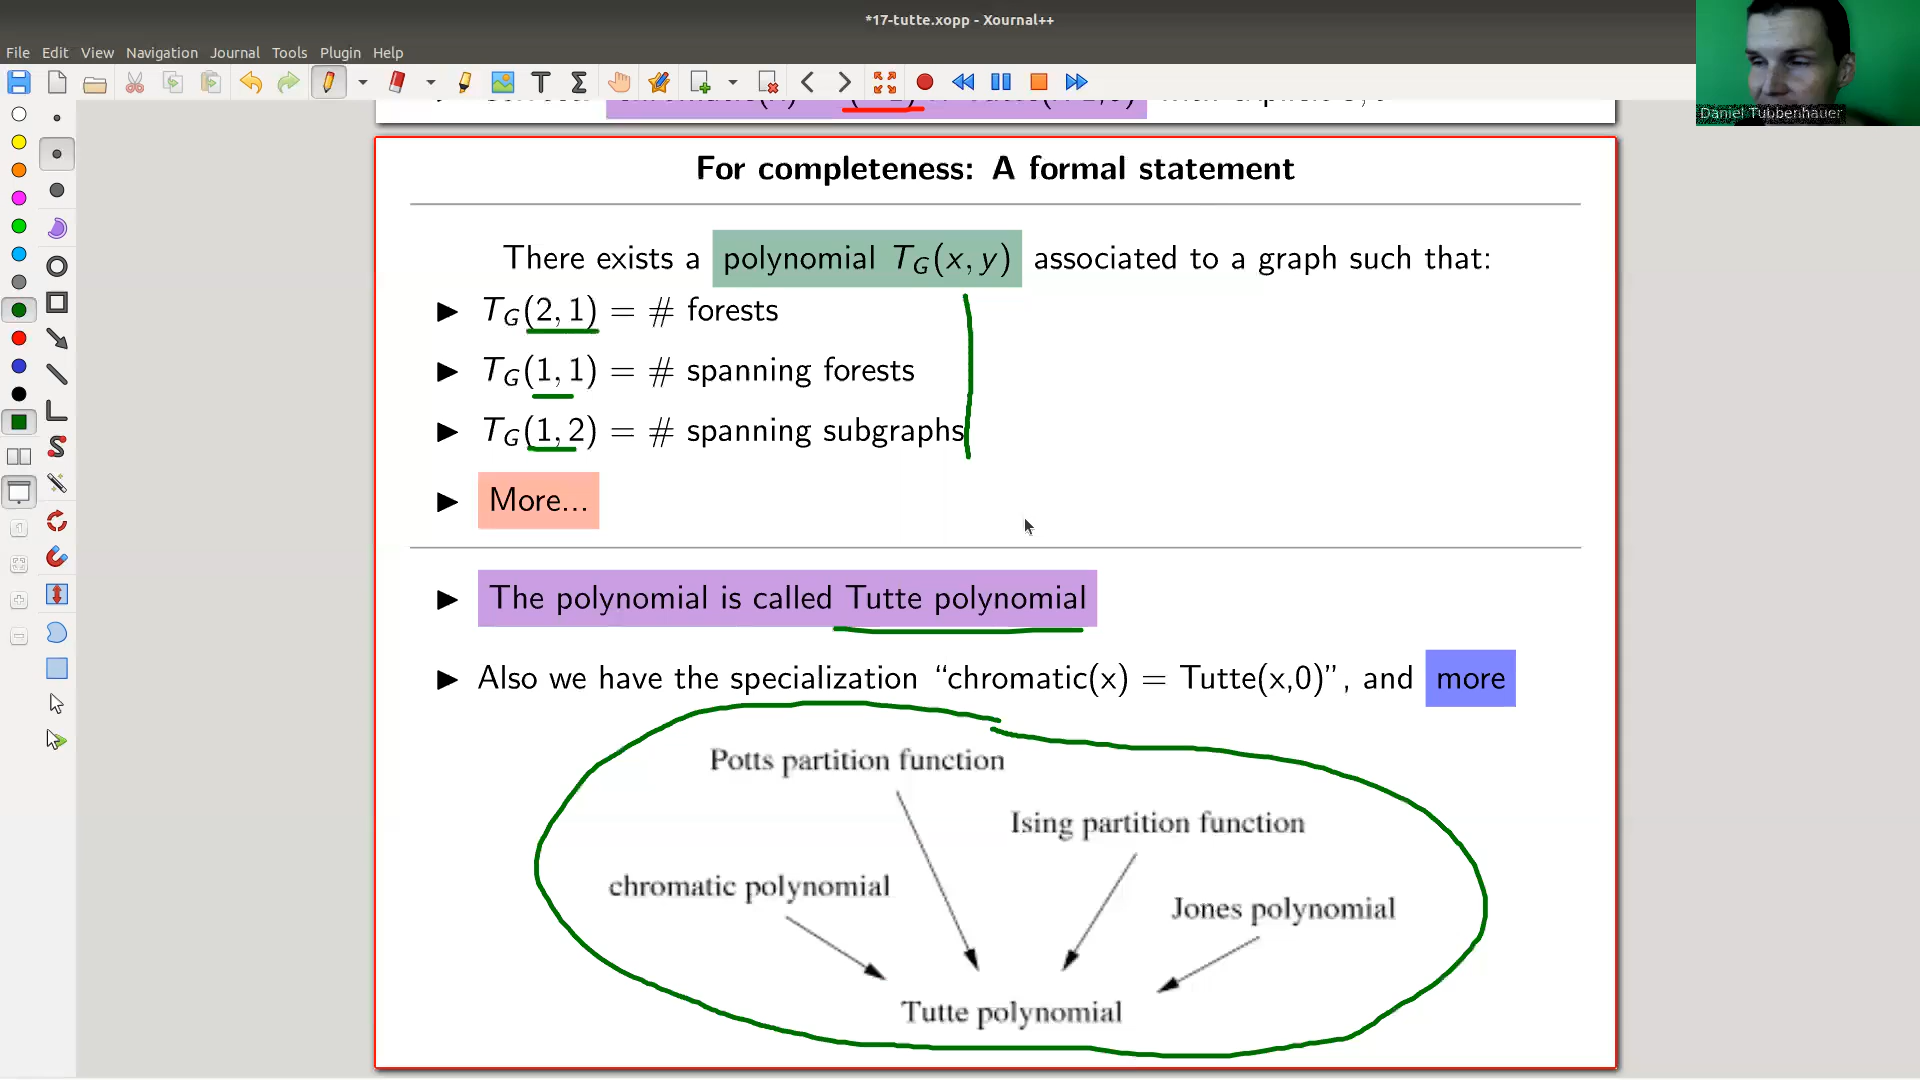 *17-tutte.xopp - Xournal++
File Edit View Navigation Journal Tools Plugin Help
Daniel Tubbenhauer
For completeness: A formal statement
There exists a polynomial T_G(x, y) associated to a graph such that:
► T_G(2, 1) = # forests
► T_G(1, 1) = # spanning forests
► T_G(1, 2) = # spanning subgraphs
► More...
► The polynomial is called Tutte polynomial
► Also we have the specialization “chromatic(x) = Tutte(x,0)”, and more
Potts partition function
Ising partition function
chromatic polynomial
Jones polynomial
Tutte polynomial